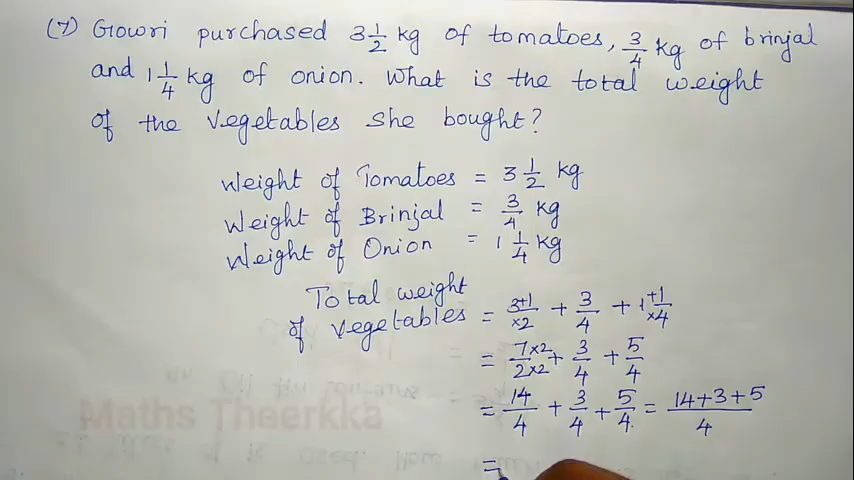 (7) Gowri purchased 3 1/2 kg of tomatoes, 3/4 kg of brinjal
and 1 1/4 kg of onion. What is the total weight
of the vegetables she bought?
Weight of Tomatoes = 3 1/2 kg
Weight of Brinjal = 3/4 kg
Weight of Onion = 1 1/4 kg
Total weight
of vegetables = 3 +1/×2 + 3/4 + 1 +1/×4
= 7×2/2×2 + 3/4 + 5/4
= 14/4 + 3/4 + 5/4 = 14+3+5/4
Maths Theerkka
=